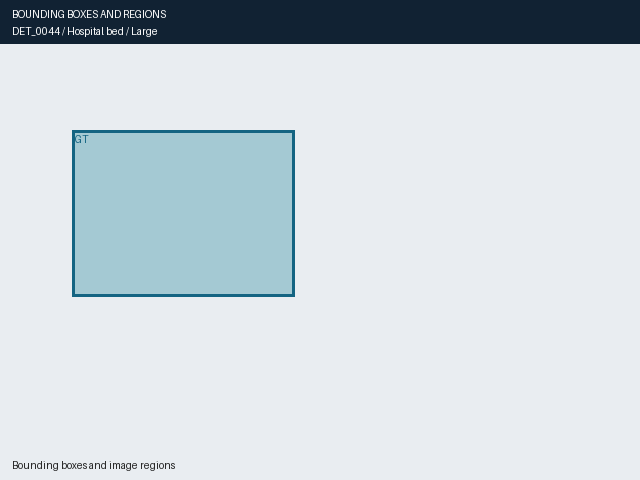 BOUNDING BOXES AND REGIONS
DET_0044 / Hospital bed / Large
GT
Bounding boxes and image regions